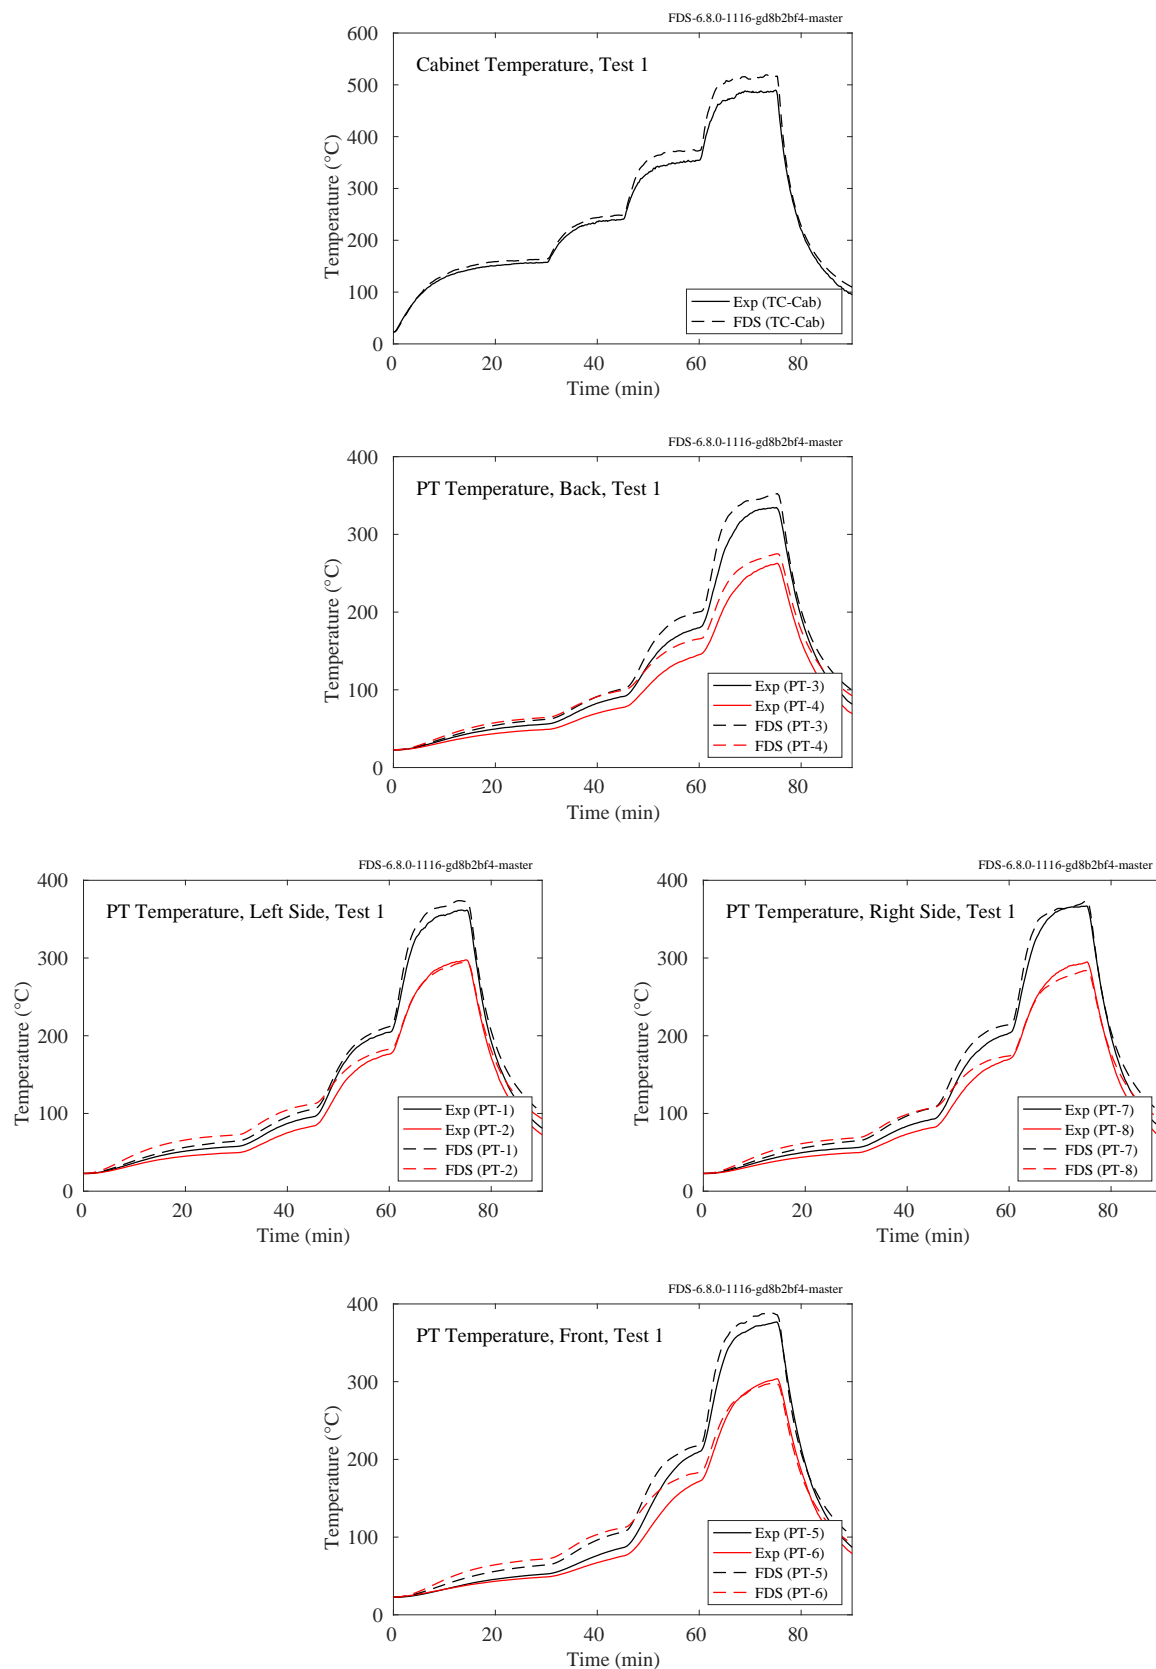 FDS-6.8.0-1116-gd8b2bf4-master
Cabinet Temperature, Test 1
600
500
400
300
200
100
0
Temperature (°C)
Exp (TC-Cab)
FDS (TC-Cab)
0 20 40 60 80
Time (min)
FDS-6.8.0-1116-gd8b2bf4-master
PT Temperature, Back, Test 1
400
300
200
100
0
Temperature (°C)
Exp (PT-3)
Exp (PT-4)
FDS (PT-3)
FDS (PT-4)
0 20 40 60 80
Time (min)
FDS-6.8.0-1116-gd8b2bf4-master
PT Temperature, Left Side, Test 1
400
300
200
100
0
Temperature (°C)
Exp (PT-1)
Exp (PT-2)
FDS (PT-1)
FDS (PT-2)
0 20 40 60 80
Time (min)
FDS-6.8.0-1116-gd8b2bf4-master
PT Temperature, Right Side, Test 1
400
300
200
100
0
Temperature (°C)
Exp (PT-7)
Exp (PT-8)
FDS (PT-7)
FDS (PT-8)
0 20 40 60 80
Time (min)
FDS-6.8.0-1116-gd8b2bf4-master
PT Temperature, Front, Test 1
400
300
200
100
0
Temperature (°C)
Exp (PT-5)
Exp (PT-6)
FDS (PT-5)
FDS (PT-6)
0 20 40 60 80
Time (min)